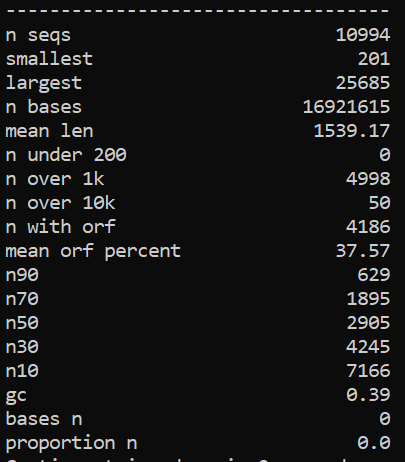 -----------------------------------
n seqs 10994
smallest 201
largest 25685
n bases 16921615
mean len 1539.17
n under 200 0
n over 1k 4998
n over 10k 50
n with orf 4186
mean orf percent 37.57
n90 629
n70 1895
n50 2905
n30 4245
n10 7166
gc 0.39
bases n 0
proportion n 0.0